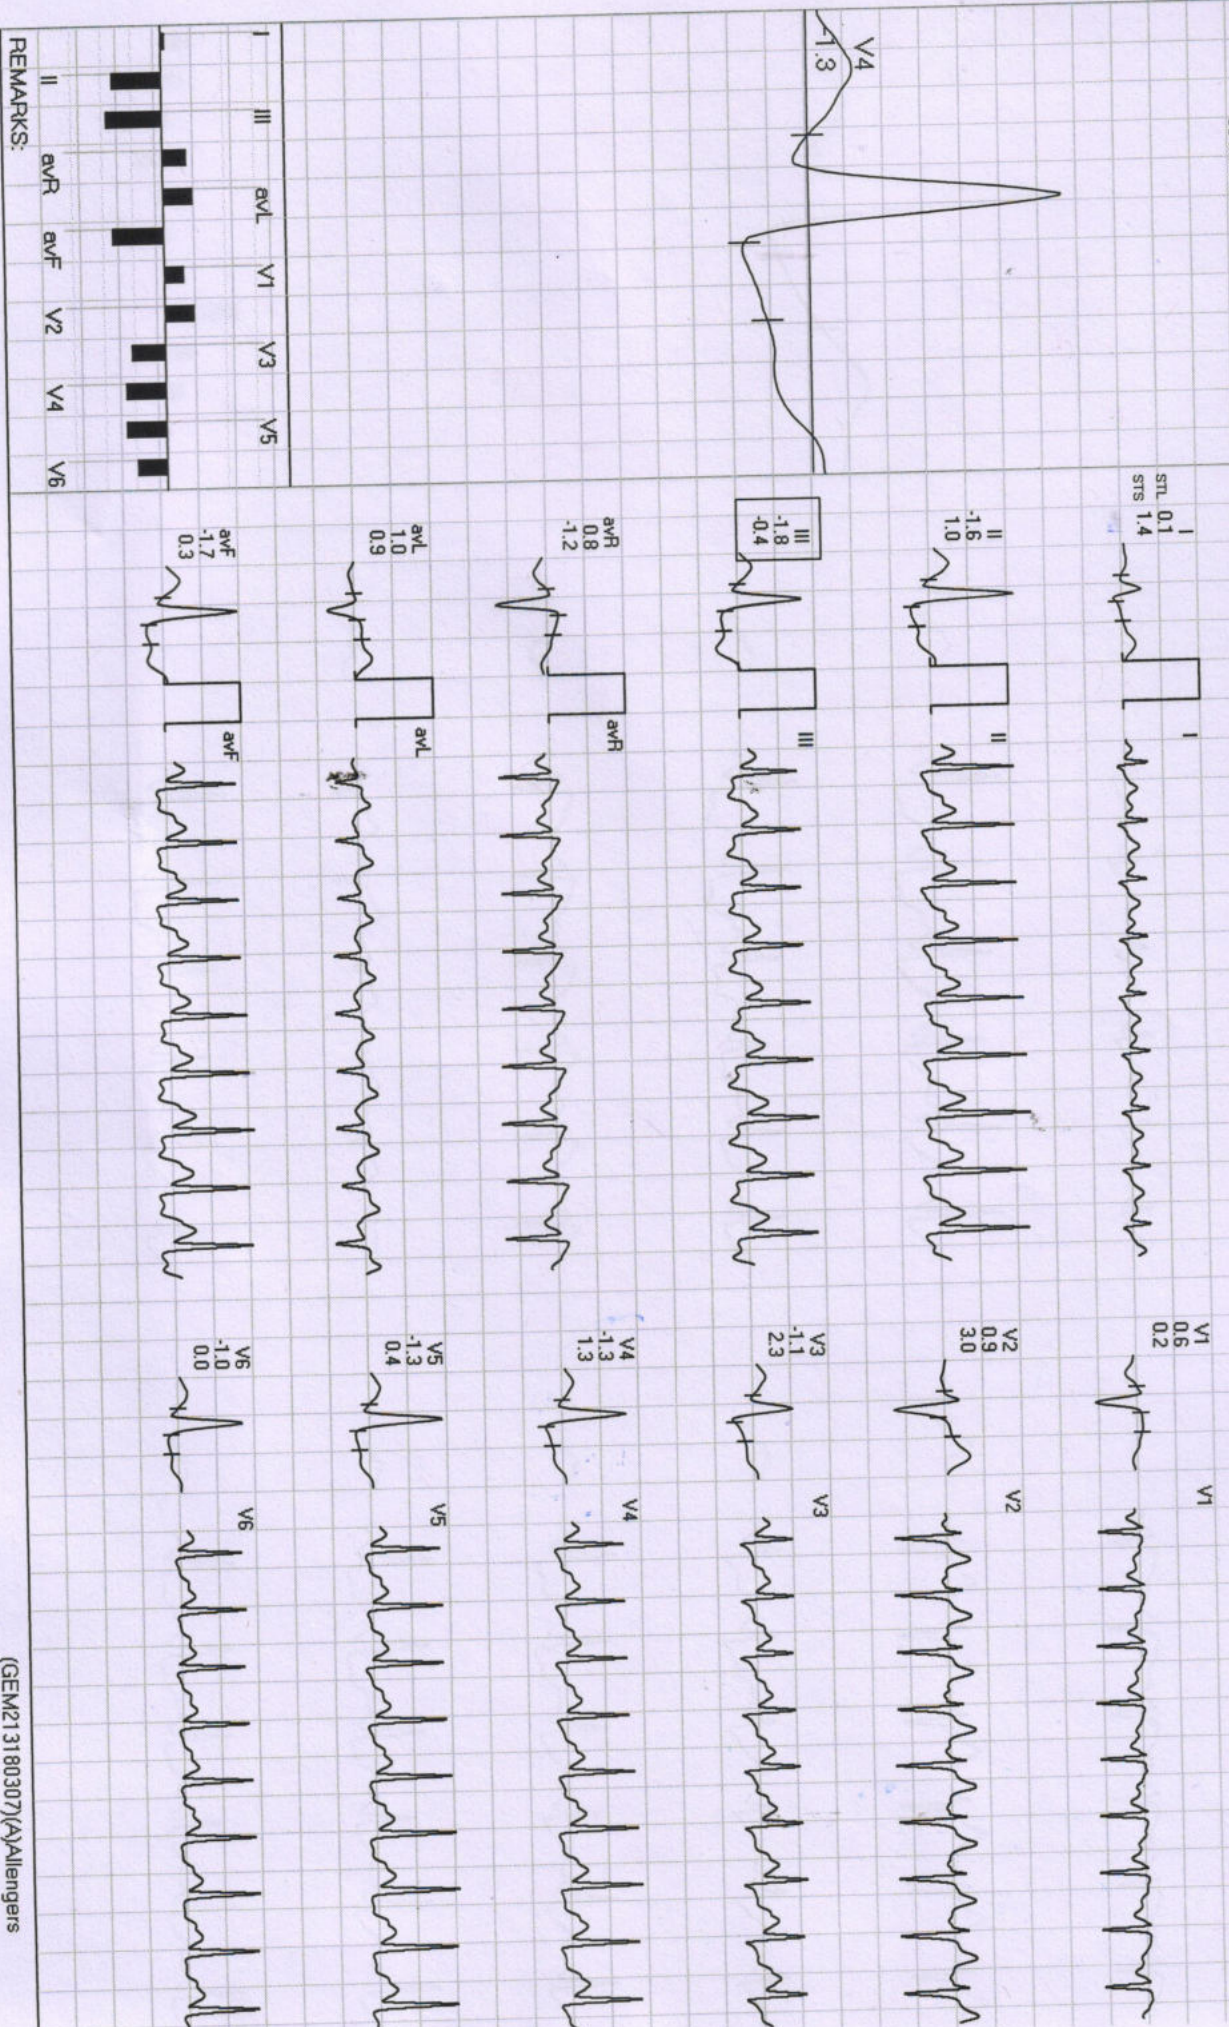 V4
-1.3
I III avL V1 V3 V5
II avR avF V2 V4 V6
REMARKS:
I
STL 0.1
STS 1.4
I
II
-1.6
1.0
II
III
-1.8
-0.4
III
avR
0.8
-1.2
avR
avL
1.0
0.9
avL
avF
-1.7
0.3
avF
V1
0.6
0.2
V1
V2
0.9
3.0
V2
V3
-1.1
2.3
V3
V4
-1.3
1.3
V4
V5
-1.3
0.4
V5
V6
-1.0
0.0
V6
(GEM213180307)(A)Allengers